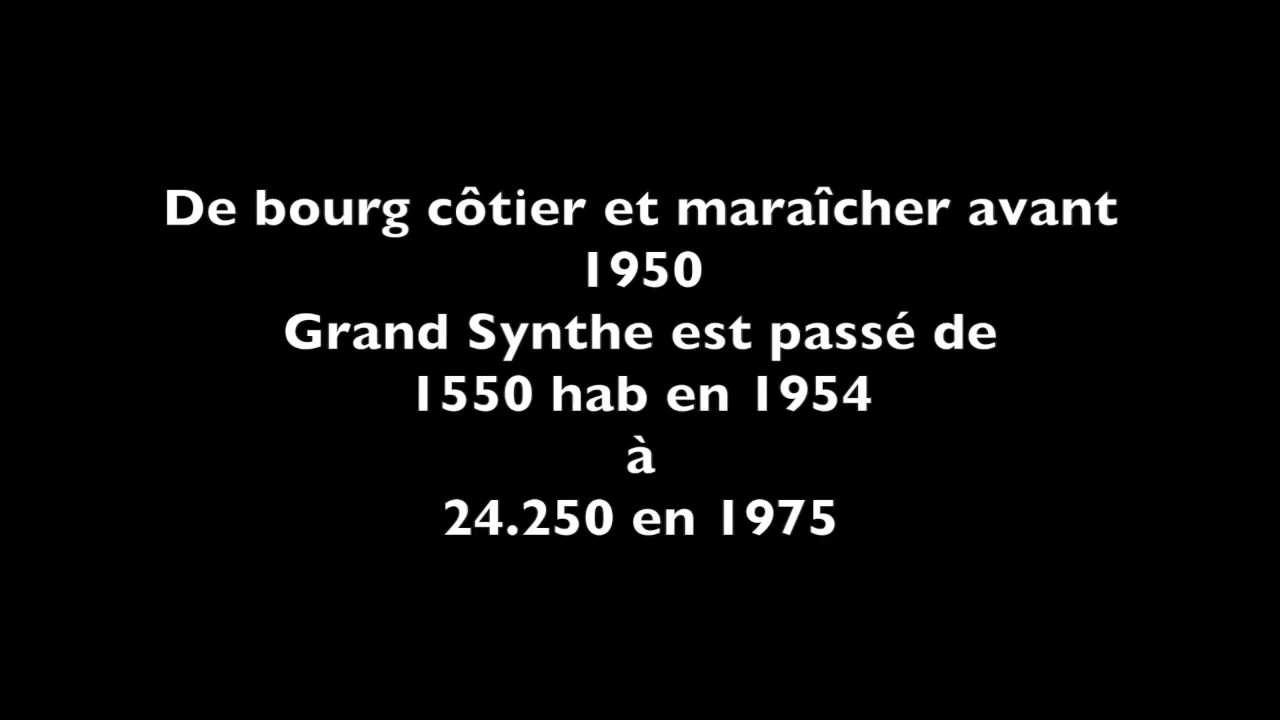 De bourg côtier et maraîcher avant
1950
Grand Synthe est passé de
1550 hab en 1954
à
24.250 en 1975